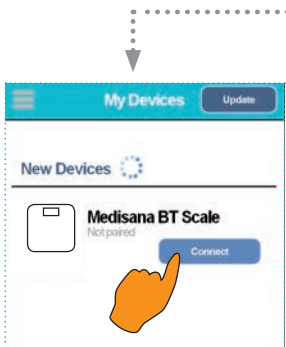 My Devices Update
New Devices
Medisana BT Scale
Not paired
Connect